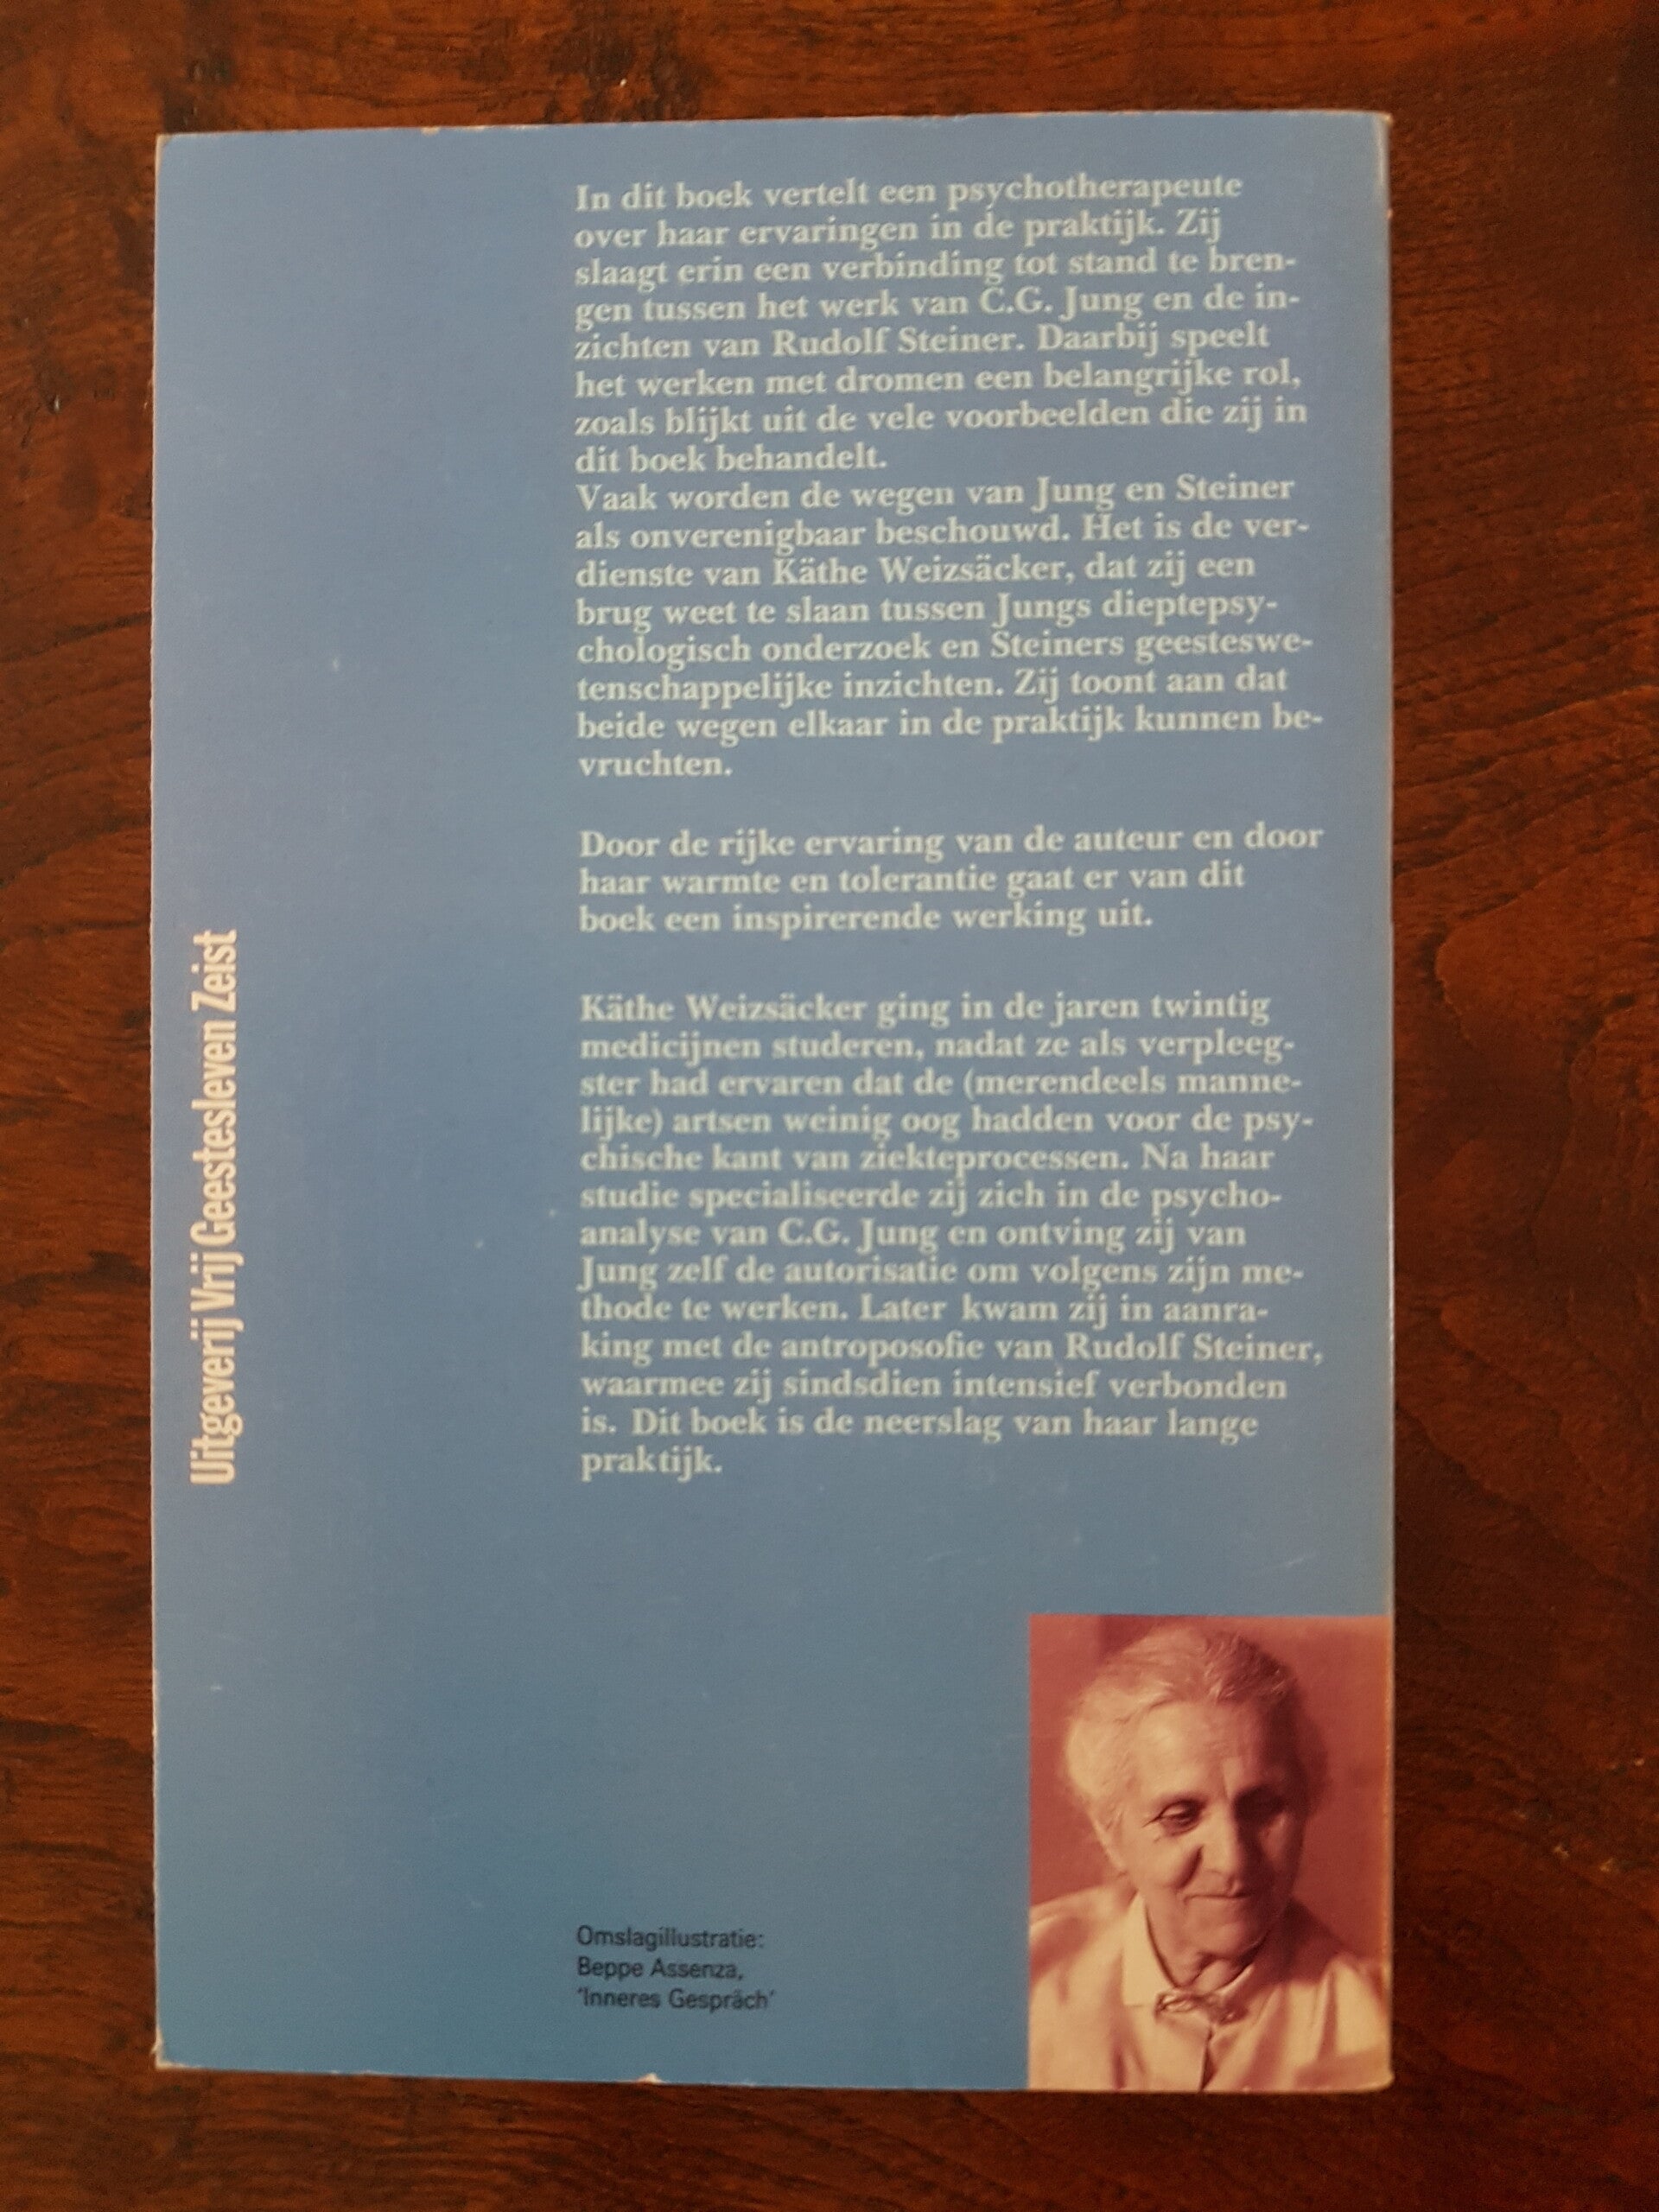 In dit boek vertelt een psychotherapeute
over haar ervaringen in de praktijk. Zij
slaagt erin een verbinding tot stand te bren-
gen tussen het werk van C.G. Jung en de in-
zichten van Rudolf Steiner. Daarbij speelt
het werken met dromen een belangrijke rol,
zoals blijkt uit de vele voorbeelden die zij in
dit boek behandelt.
Vaak worden de wegen van Jung en Steiner
als onverenigbaar beschouwd. Het is de ver-
dienste van Käthe Weizsäcker, dat zij een
brug weet te slaan tussen Jungs dieptepsy-
chologisch onderzoek en Steiners geesteswe-
tenschappelijke inzichten. Zij toont aan dat
beide wegen elkaar in de praktijk kunnen be-
vruchten.
Door de rijke ervaring van de auteur en door
haar warmte en tolerantie gaat er van dit
boek een inspirerende werking uit.
Käthe Weizsäcker ging in de jaren twintig
medicijnen studeren, nadat ze als verpleeg-
ster had ervaren dat de (merendeels manne-
lijke) artsen weinig oog hadden voor de psy-
chische kant van ziekteprocessen. Na haar
studie specialiseerde zij zich in de psycho-
analyse van C.G. Jung en ontving zij van
Jung zelf de autorisatie om volgens zijn me-
thode te werken. Later kwam zij in aanra-
king met de antroposofie van Rudolf Steiner,
waarmee zij sindsdien intensief verbonden
is. Dit boek is de neerslag van haar lange
praktijk.
Uitgeverij Vrij Geestesleven Zeist
Omslagillustratie:
Beppe Assenza,
'Inneres Gespräch'